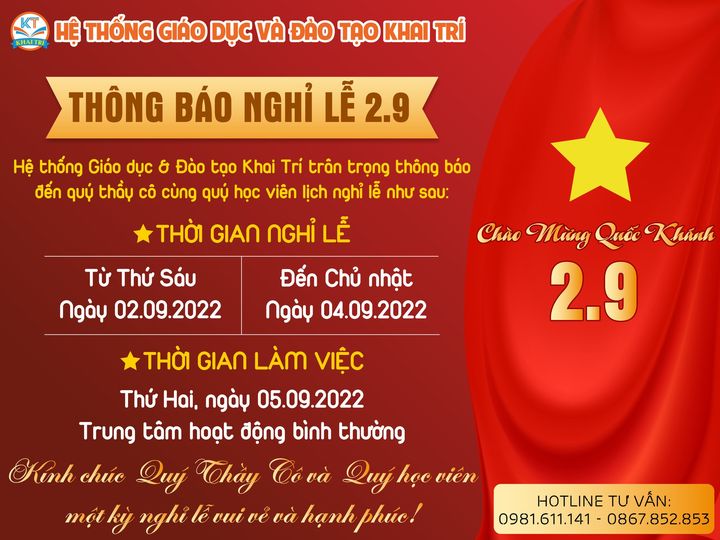 KT
KHAI TRÍ
HỆ THỐNG GIÁO DỤC VÀ ĐÀO TẠO KHAI TRÍ
THÔNG BÁO NGHỈ LỄ 2.9
Hệ thống Giáo dục & Đào tạo Khai Trí trân trọng thông báo
đến quý thầy cô cùng quý học viên lịch nghỉ lễ như sau:
THỜI GIAN NGHỈ LỄ
Từ Thứ Sáu
Ngày 02.09.2022
Đến Chủ nhật
Ngày 04.09.2022
THỜI GIAN LÀM VIỆC
Thứ Hai, ngày 05.09.2022
Trung tâm hoạt động bình thường
Kính chúc Quý Thầy Cô và Quý học viên
một kỳ nghỉ lễ vui vẻ và hạnh phúc!
Chào Mừng Quốc Khánh
2.9
HOTLINE TƯ VẤN:
0981.611.141 - 0867.852.853